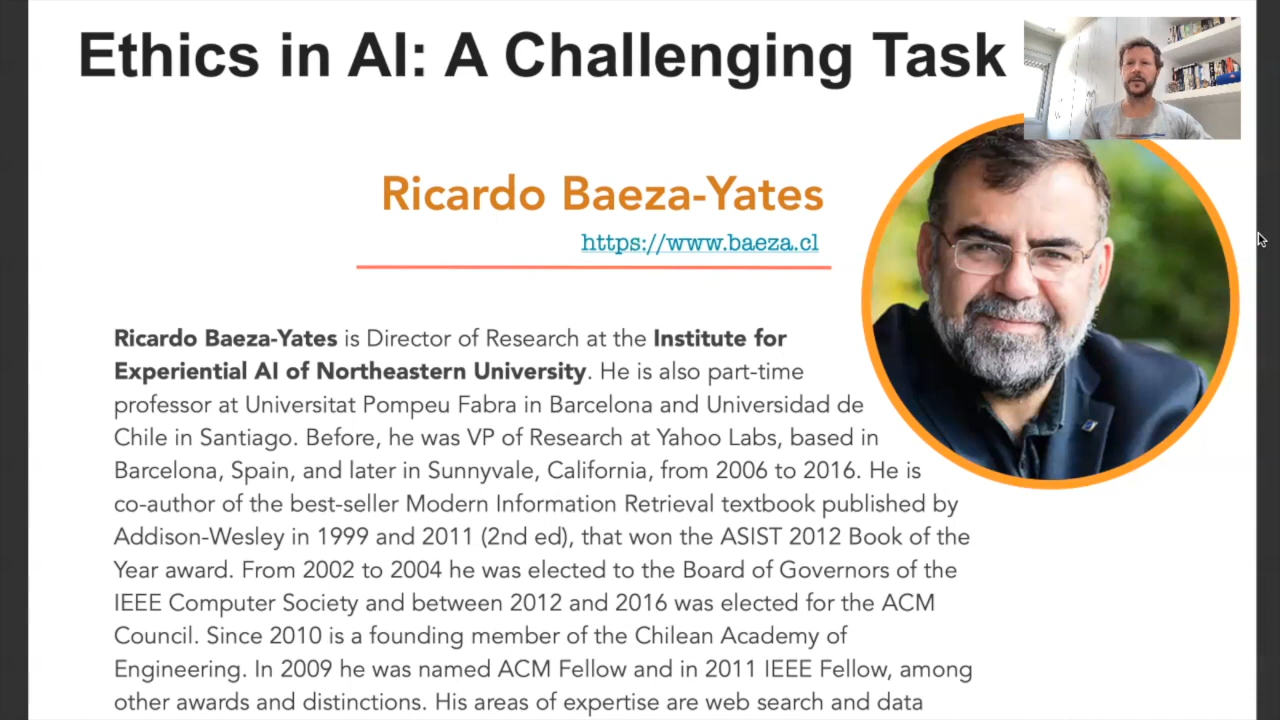 Ethics in AI: A Challenging Task
Ricardo Baeza-Yates
https://www.baeza.cl
Ricardo Baeza-Yates is Director of Research at the Institute for
Experiential AI of Northeastern University. He is also part-time
professor at Universitat Pompeu Fabra in Barcelona and Universidad de
Chile in Santiago. Before, he was VP of Research at Yahoo Labs, based in
Barcelona, Spain, and later in Sunnyvale, California, from 2006 to 2016. He is
co-author of the best-seller Modern Information Retrieval textbook published by
Addison-Wesley in 1999 and 2011 (2nd ed), that won the ASIST 2012 Book of the
Year award. From 2002 to 2004 he was elected to the Board of Governors of the
IEEE Computer Society and between 2012 and 2016 was elected for the ACM
Council. Since 2010 is a founding member of the Chilean Academy of
Engineering. In 2009 he was named ACM Fellow and in 2011 IEEE Fellow, among
other awards and distinctions. His areas of expertise are web search and data